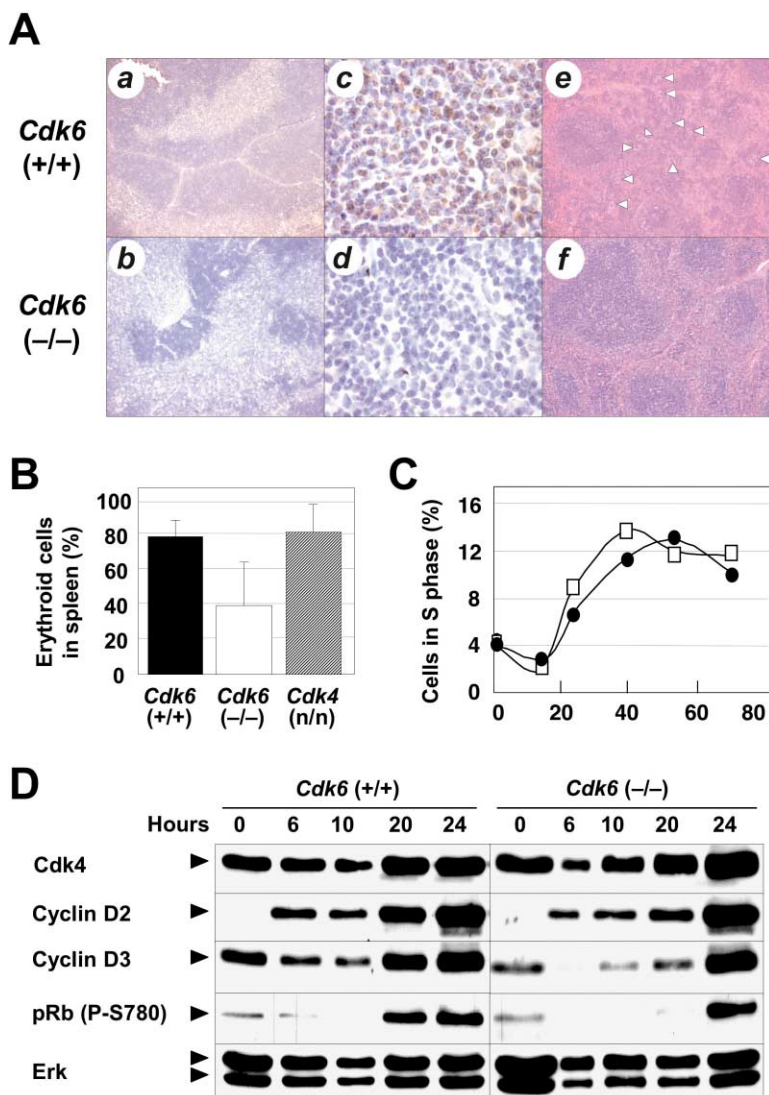 A
a
c
e
Cdk6
(+/+)
b
d
f
Cdk6
(–/–)
B
Erythroid cells
in spleen (%)
100
80
60
40
20
0
Cdk6
(+/+)
Cdk6
(–/–)
Cdk4
(n/n)
C
Cells in S phase (%)
16
12
8
4
0
0
20
40
60
80
D
Cdk6 (+/+)
Cdk6 (–/–)
Hours 0 6 10 20 24 0 6 10 20 24
Cdk4
Cyclin D2
Cyclin D3
pRb (P-S780)
Erk